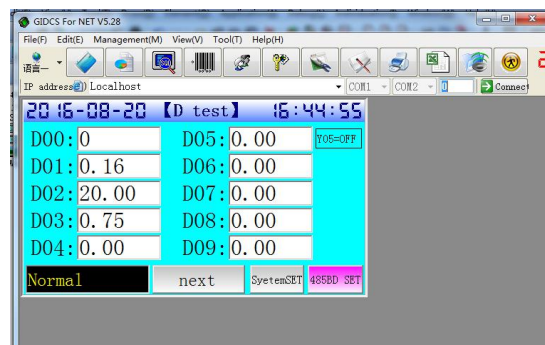 GIDCS For NET V5.28
File(F) Edit(E) Management(M) View(V) Tool(T) Help(H)
语言—
IP address Localhost COM1 COM2 0 Connect
2016-08-20 【D test】 16:44:55
D00: 0 D05: 0.00 Y05=OFF
D01: 0.16 D06: 0.00
D02: 20.00 D07: 0.00
D03: 0.75 D08: 0.00
D04: 0.00 D09: 0.00
Normal next SyetemSET 485BD SET